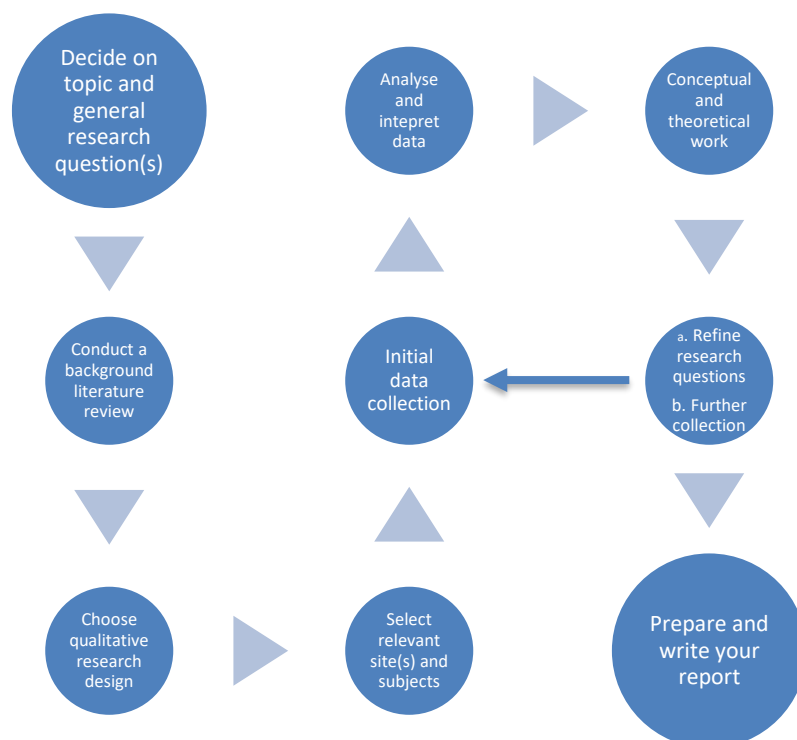 Decide on
topic and
general
research
question(s)
Conduct a
background
literature
review
Choose
qualitative
research
design
Select
relevant
site(s) and
subjects
Initial
data
collection
Analyse
and
intepret
data
Conceptual
and
theoretical
work
a. Refine
research
questions
b. Further
collection
Prepare and
write your
report